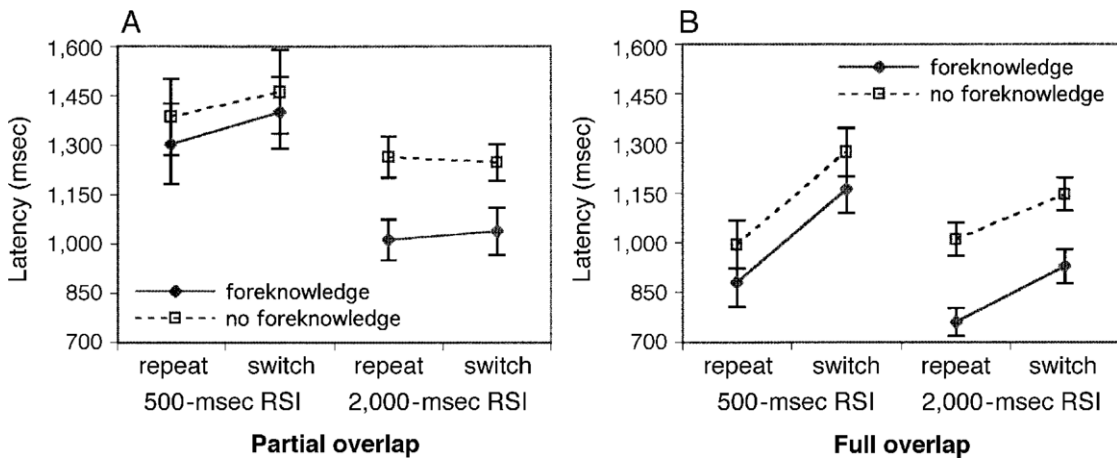 A
1,600
1,450
1,300
1,150
1,000
850
700
Latency (msec)
foreknowledge
no foreknowledge
repeat switch repeat switch
500-msec RSI 2,000-msec RSI
Partial overlap
B
1,600
1,450
1,300
1,150
1,000
850
700
Latency (msec)
foreknowledge
no foreknowledge
repeat switch repeat switch
500-msec RSI 2,000-msec RSI
Full overlap